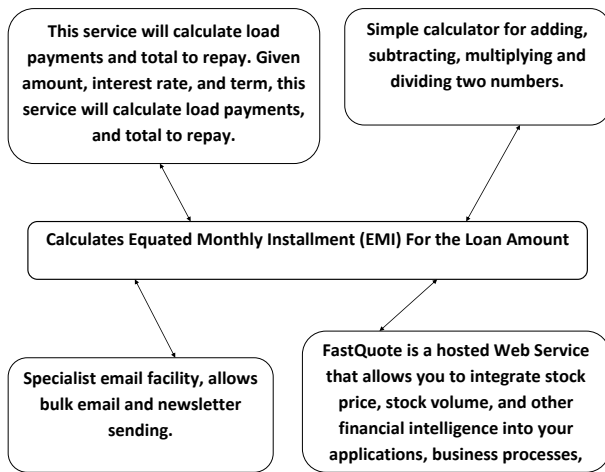 This service will calculate load
payments and total to repay. Given
amount, interest rate, and term, this
service will calculate load payments,
and total to repay.
Simple calculator for adding,
subtracting, multiplying and
dividing two numbers.
Calculates Equated Monthly Installment (EMI) For the Loan Amount
Specialist email facility, allows
bulk email and newsletter
sending.
FastQuote is a hosted Web Service
that allows you to integrate stock
price, stock volume, and other
financial intelligence into your
applications, business processes,